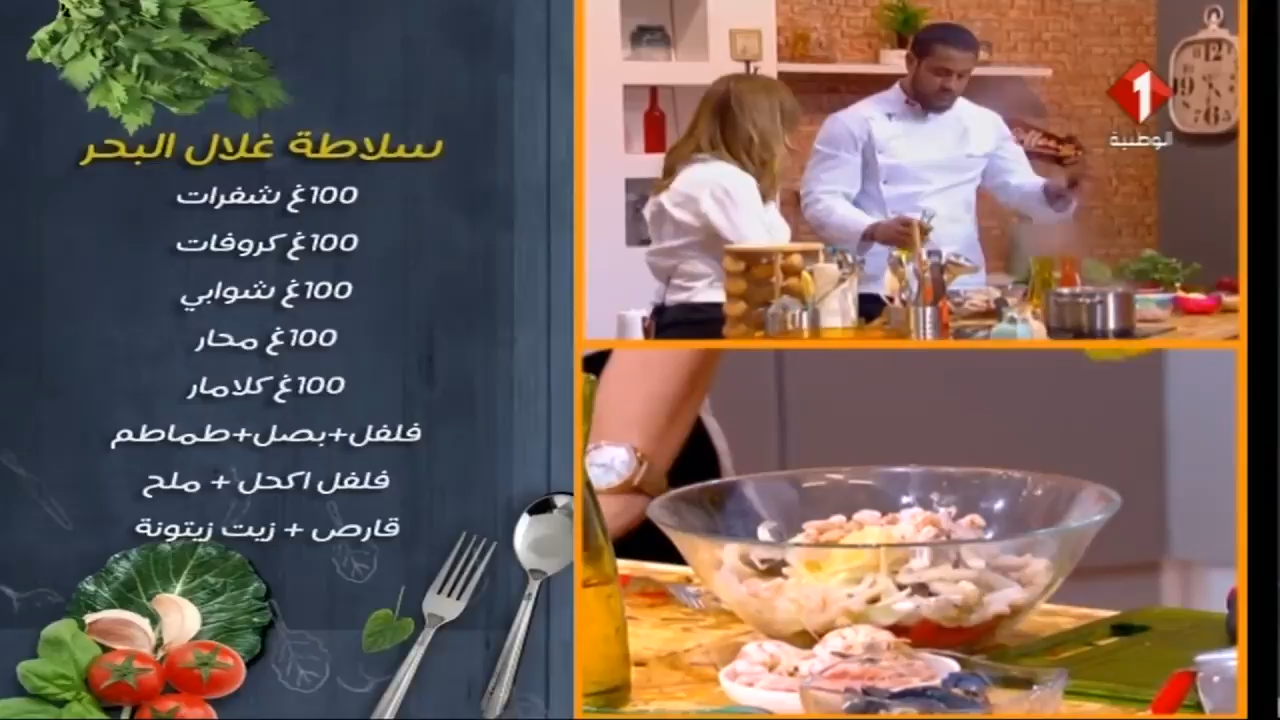 سلاطة غلال البحر
100غ شفرات
100غ كروفات
100غ شوابي
100غ محار
100غ كلامار
فلفل+بصل+طماطم
فلفل اكحل + ملح
قارص + زيت زيتونة
1
الوطنية
12